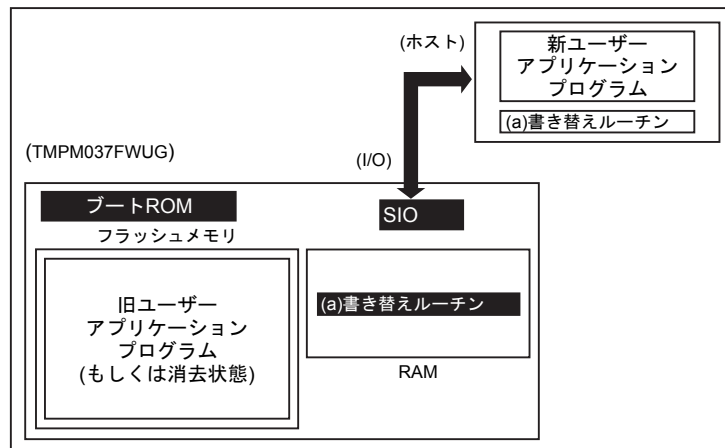 (ホスト)
新ユーザー
アプリケーション
プログラム
(a)書き替えルーチン
(TMPM037FWUG)
(I/O)
ブートROM
SIO
フラッシュメモリ
旧ユーザー
アプリケーション
プログラム
(もしくは消去状態)
(a)書き替えルーチン
RAM